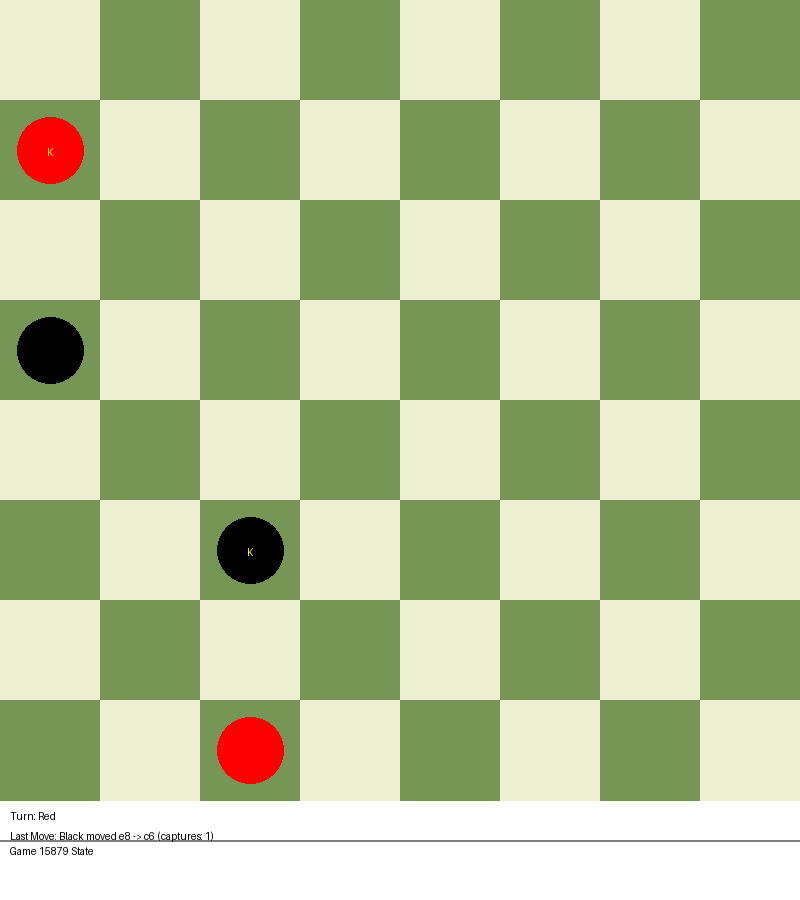 K
K
Turn: Red
Last Move: Black moved e8 -> c6 (captures: 1)
Game 15879 State